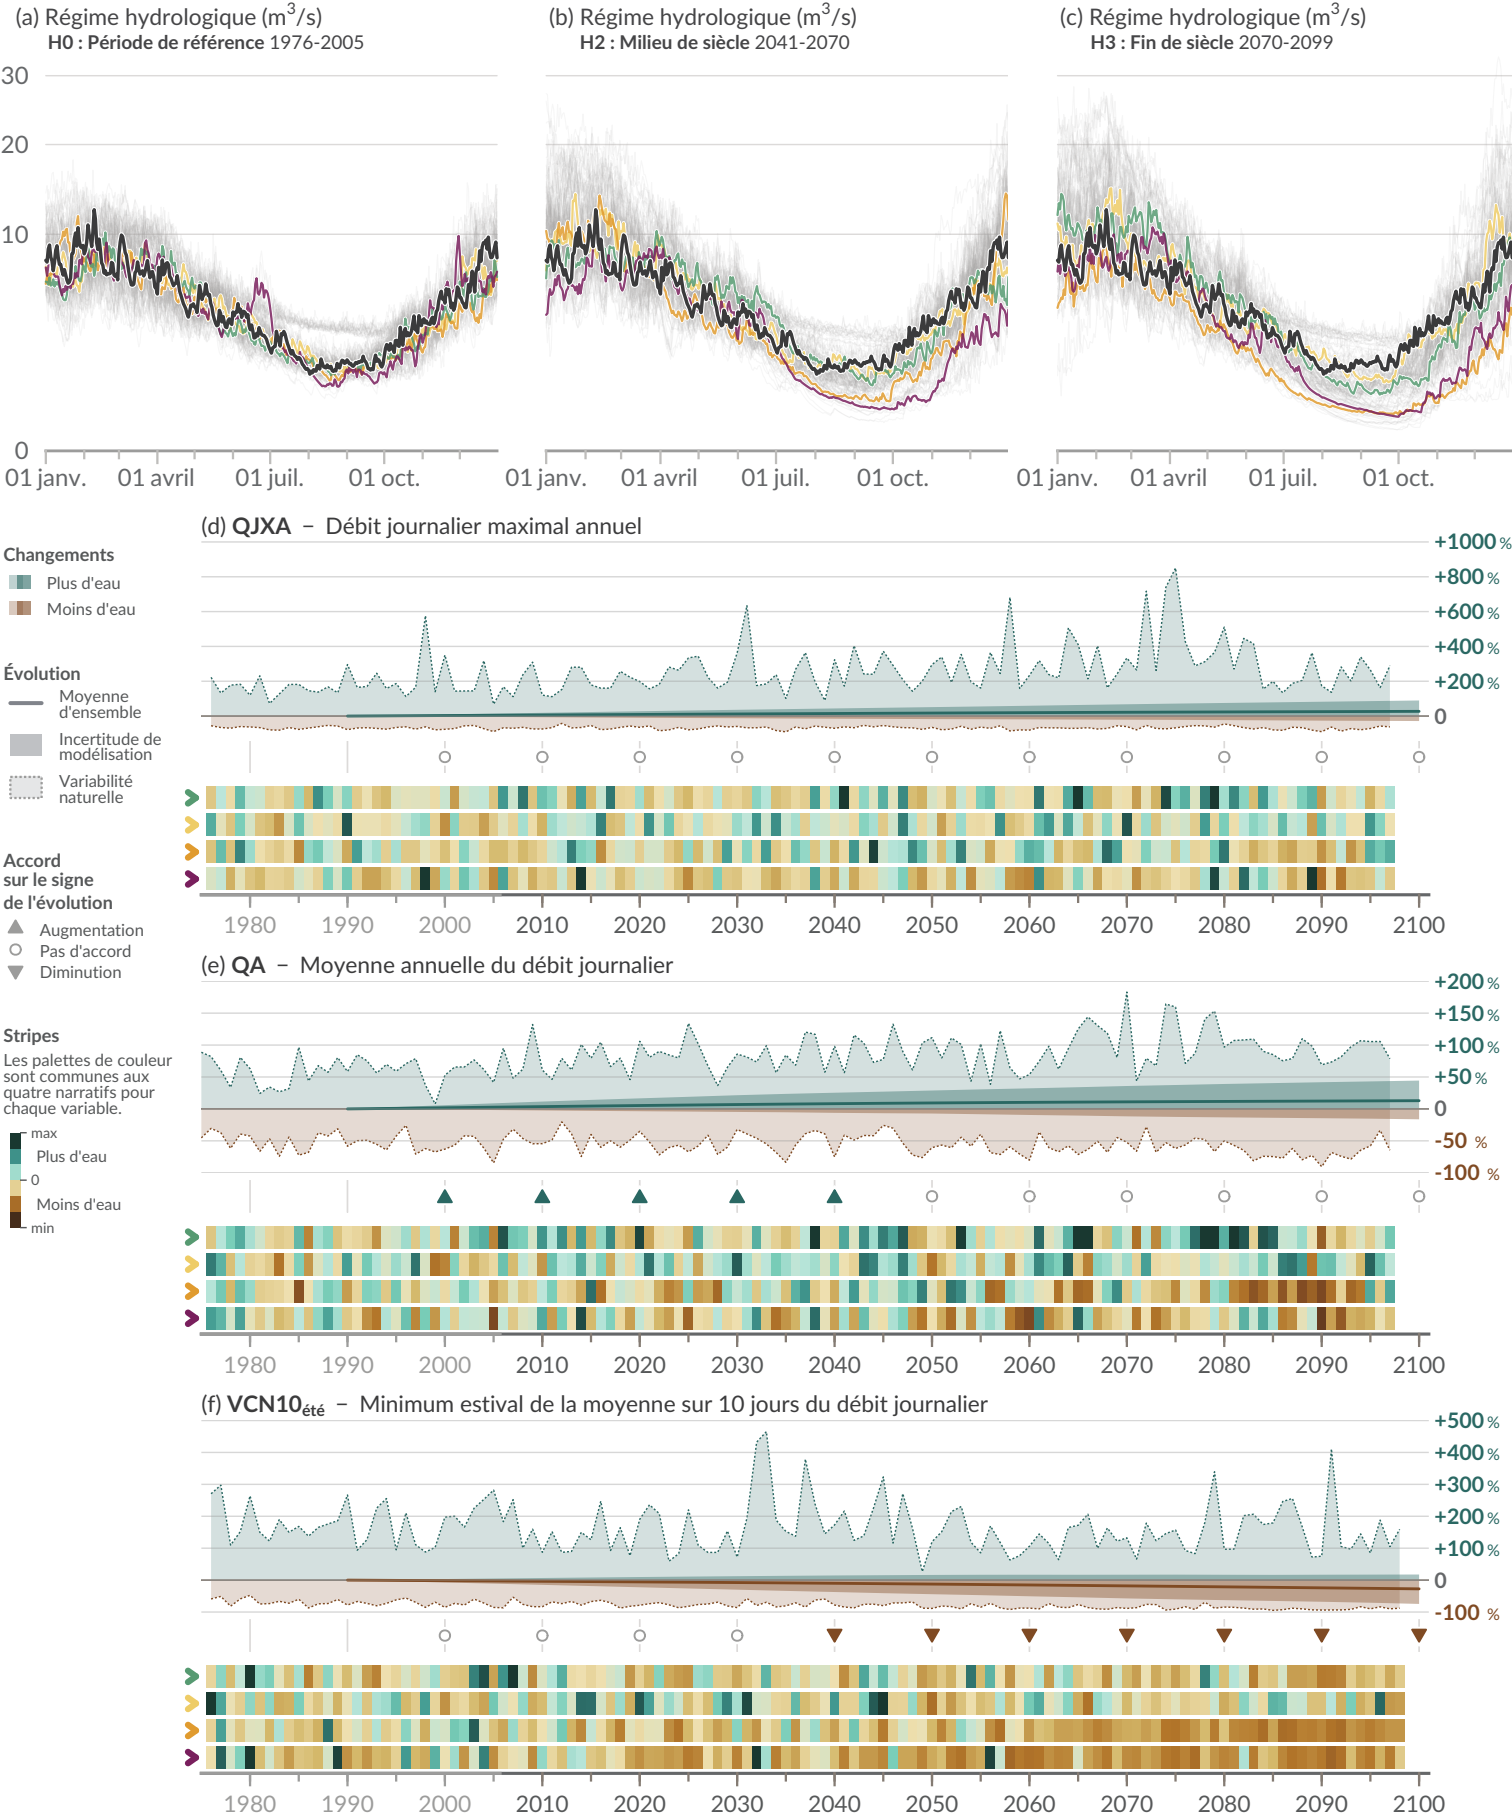 (a) Régime hydrologique (m³/s)
H0 : Période de référence 1976-2005
(b) Régime hydrologique (m³/s)
H2 : Milieu de siècle 2041-2070
(c) Régime hydrologique (m³/s)
H3 : Fin de siècle 2070-2099
30
20
10
0
01 janv. 01 avril 01 juil. 01 oct.
01 janv. 01 avril 01 juil. 01 oct.
01 janv. 01 avril 01 juil. 01 oct.
Changements
Plus d'eau
Moins d'eau
Évolution
Moyenne
d'ensemble
Incertitude de
modélisation
Variabilité
naturelle
Accord
sur le signe
de l'évolution
Augmentation
Pas d'accord
Diminution
Stripes
Les palettes de couleur
sont communes aux
quatre narratifs pour
chaque variable.
max
Plus d'eau
0
Moins d'eau
min
(d) QJXA – Débit journalier maximal annuel
+1000 %
+800 %
+600 %
+400 %
+200 %
0
1980 1990 2000 2010 2020 2030 2040 2050 2060 2070 2080 2090 2100
(e) QA – Moyenne annuelle du débit journalier
+200 %
+150 %
+100 %
+50 %
0
-50 %
-100 %
1980 1990 2000 2010 2020 2030 2040 2050 2060 2070 2080 2090 2100
(f) VCN10été – Minimum estival de la moyenne sur 10 jours du débit journalier
+500 %
+400 %
+300 %
+200 %
+100 %
0
-100 %
1980 1990 2000 2010 2020 2030 2040 2050 2060 2070 2080 2090 2100